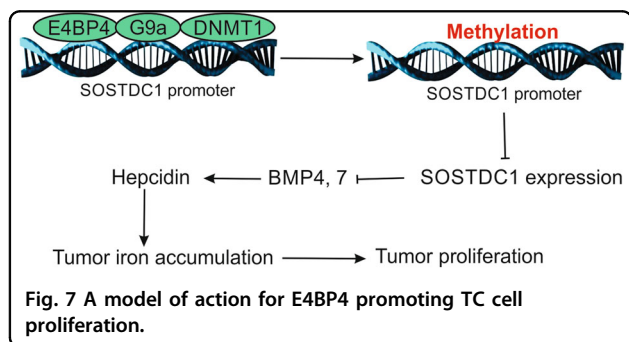 E4BP4 G9a DNMT1
Methylation
SOSTDC1 promoter
SOSTDC1 promoter
Hepcidin
BMP4, 7
SOSTDC1 expression
Tumor iron accumulation
Tumor proliferation
Fig. 7 A model of action for E4BP4 promoting TC cell
proliferation.